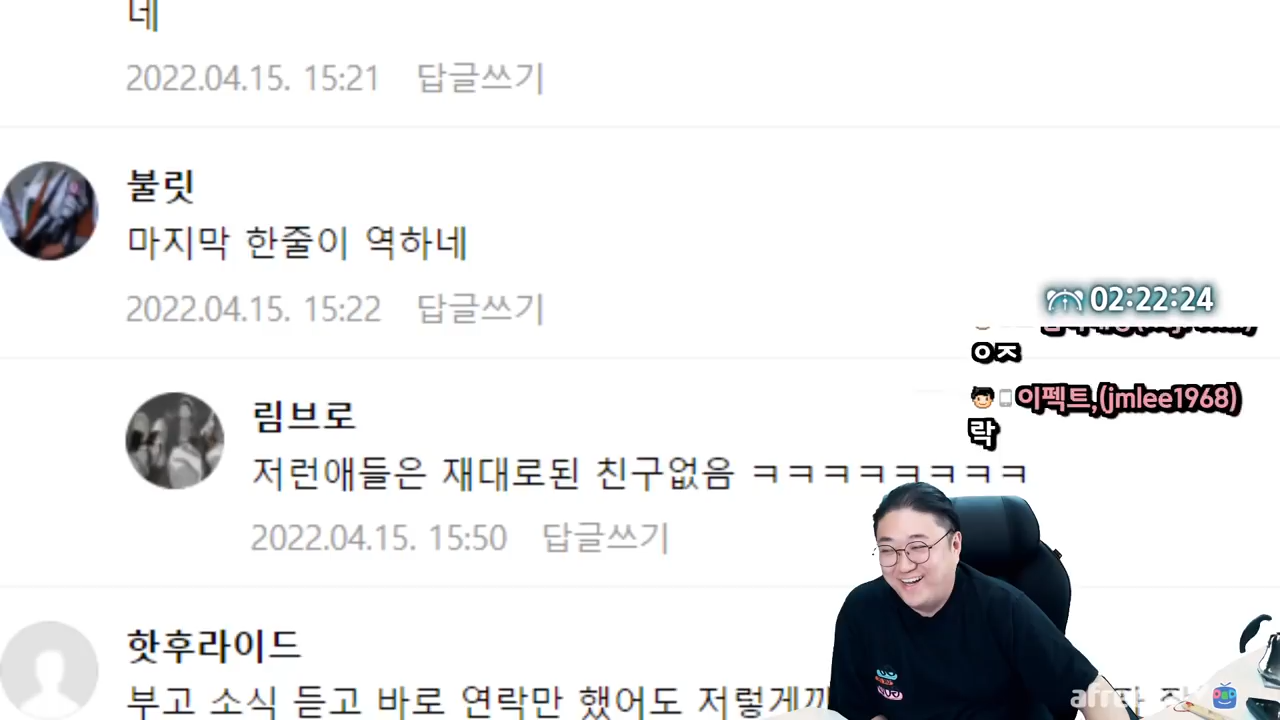 네
2022.04.15. 15:21 답글쓰기
불릿
마지막 한줄이 역하네
2022.04.15. 15:22 답글쓰기
02:22:24
ㅇㅈ
이펙트,(jmlee1968)
락
림브로
저런애들은 재대로된 친구없음 ㅋㅋㅋㅋㅋㅋㅋㅋ
2022.04.15. 15:50 답글쓰기
핫후라이드
부고 소식 듣고 바로 연락만 했어도 저렇게까